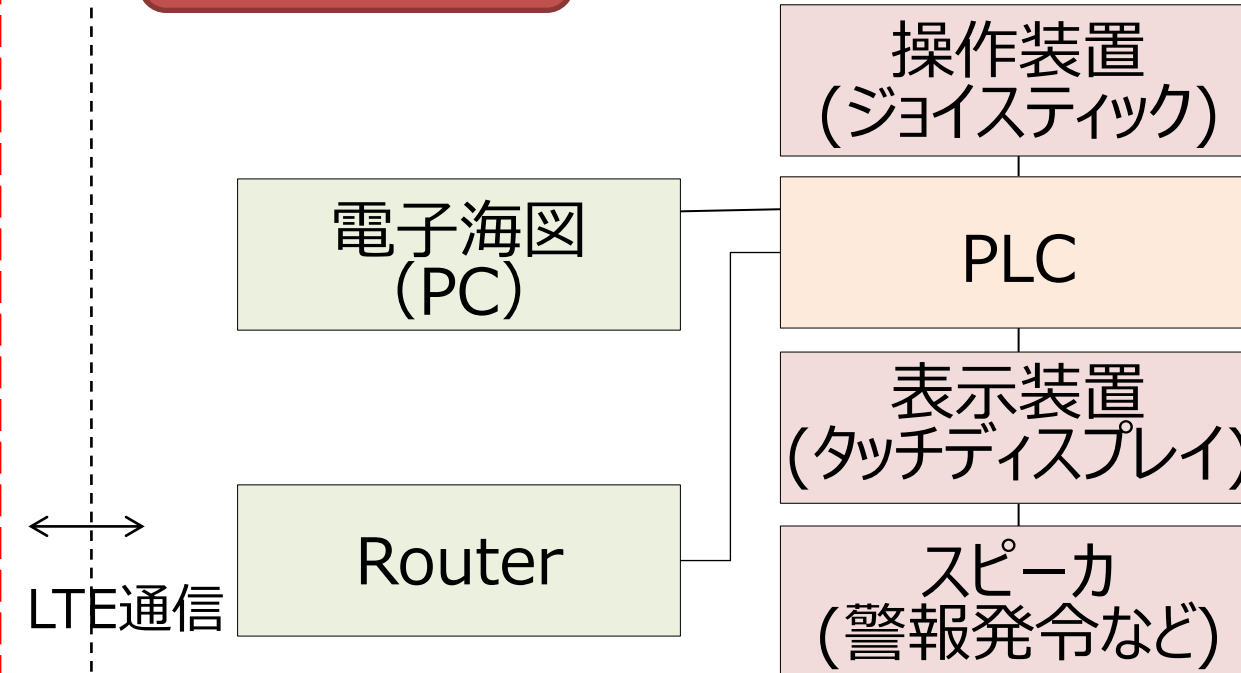 操作装置
(ジョイスティック)
電子海図
（PC）
PLC
表示装置
(タッチディスプレイ)
Router
LTE通信
スピーカ
(警報発令など)